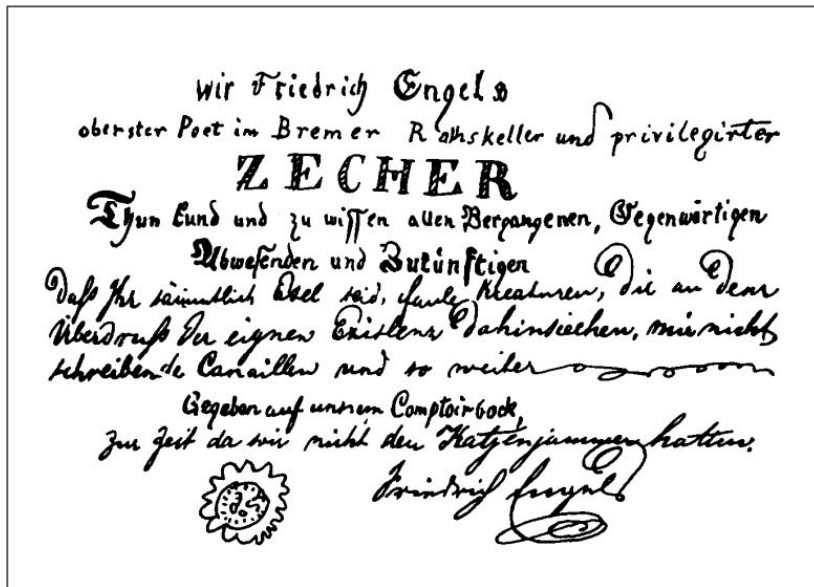 Wir Friedrich Engels
oberster Poet im Bremer Rathskeller und privilegirter
ZECHER
Thun kund und zu wissen allen Vergangenen, Gegenwärtigen
Abwesenden und Zukünftigen
Daß Ihr sämmtlich Esel seid, faule Kreaturen, die an dem
Überdruß der eignen Existenz dahinsiechen, mir nicht
schreibende Canaillen und so weiter
Gegeben auf unsrem Comptoirbock,
zur Zeit da wir nicht den Katzenjammer hatten.
Friedrich Engels